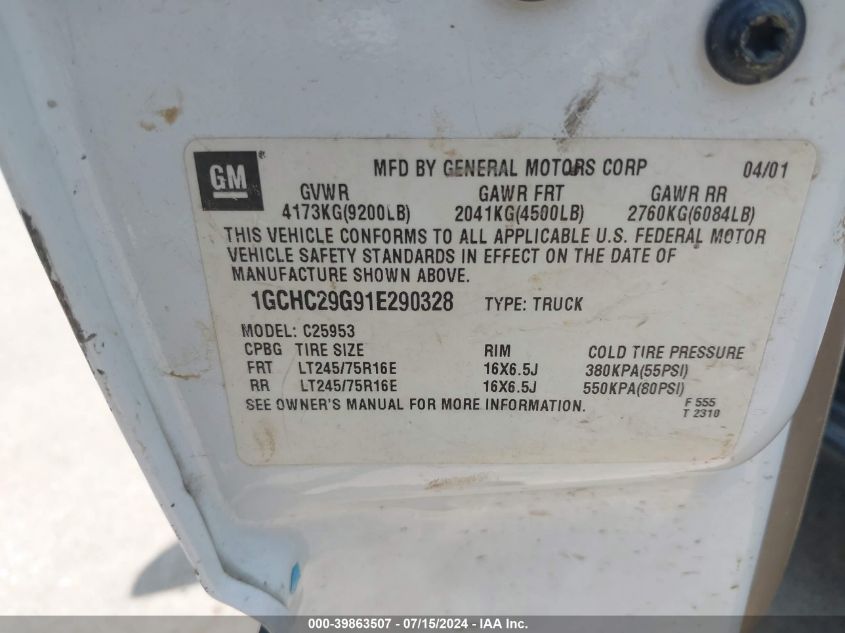 GM
MFD BY GENERAL MOTORS CORP 04/01
GVWR GAWR FRT GAWR RR
4173KG(9200LB) 2041KG(4500LB) 2760KG(6084LB)
THIS VEHICLE CONFORMS TO ALL APPLICABLE U.S. FEDERAL MOTOR
VEHICLE SAFETY STANDARDS IN EFFECT ON THE DATE OF
MANUFACTURE SHOWN ABOVE.
1GCHC29G91E290328 TYPE: TRUCK
MODEL: C25953
CPBG TIRE SIZE RIM COLD TIRE PRESSURE
FRT LT245/75R16E 16X6.5J 380KPA(55PSI)
RR LT245/75R16E 16X6.5J 550KPA(80PSI)
SEE OWNER'S MANUAL FOR MORE INFORMATION. F 555
T 2310
000-39863507 - 07/15/2024 - IAA Inc.